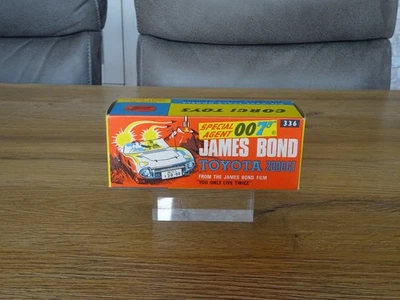 CORGI TOYS
SPECIAL
AGENT 007
336
JAMES BOND
TOYOTA 2000GT
FROM THE JAMES BOND FILM
"YOU ONLY LIVE TWICE"